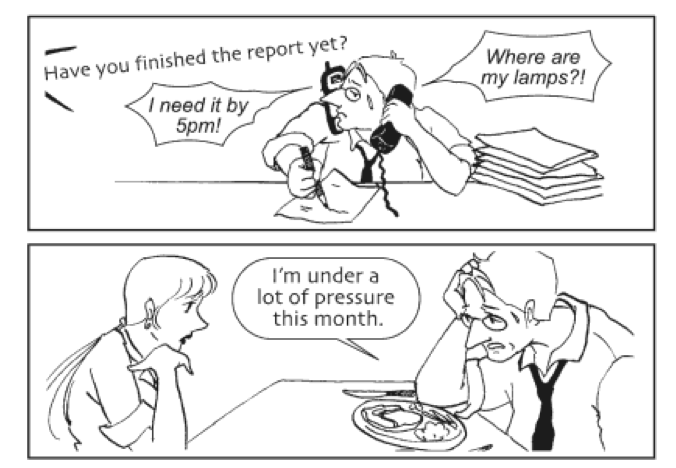 Have you finished the report yet?
I need it by
5pm!
Where are
my lamps?!
I'm under a
lot of pressure
this month.